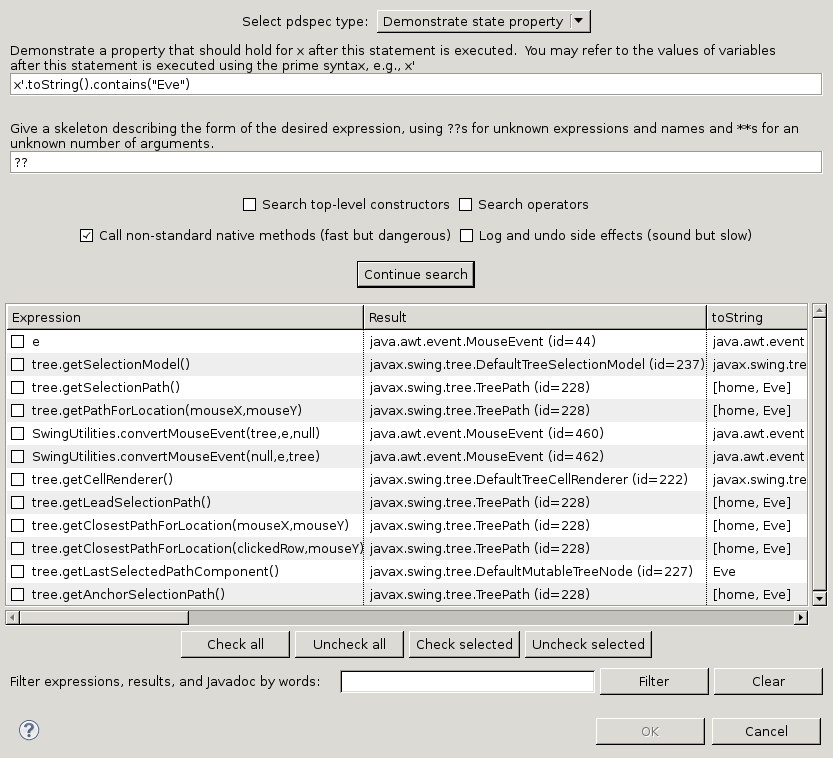 Select pdspec type: Demonstrate state property
Demonstrate a property that should hold for x after this statement is executed.  You may refer to the values of variables
after this statement is executed using the prime syntax, e.g., x'
x'.toString().contains("Eve")
Give a skeleton describing the form of the desired expression, using ??s for unknown expressions and names and **s for an
unknown number of arguments.
??
Search top-level constructors Search operators
Call non-standard native methods (fast but dangerous) Log and undo side effects (sound but slow)
Continue search
Expression Result toString
e java.awt.event.MouseEvent (id=44) java.awt.event
tree.getSelectionModel() javax.swing.tree.DefaultTreeSelectionModel (id=237) javax.swing.tre
tree.getSelectionPath() javax.swing.tree.TreePath (id=228) [home, Eve]
tree.getPathForLocation(mouseX,mouseY) javax.swing.tree.TreePath (id=228) [home, Eve]
SwingUtilities.convertMouseEvent(tree,e,null) java.awt.event.MouseEvent (id=460) java.awt.event
SwingUtilities.convertMouseEvent(null,e,tree) java.awt.event.MouseEvent (id=462) java.awt.event
tree.getCellRenderer() javax.swing.tree.DefaultTreeCellRenderer (id=222) javax.swing.tre
tree.getLeadSelectionPath() javax.swing.tree.TreePath (id=228) [home, Eve]
tree.getClosestPathForLocation(mouseX,mouseY) javax.swing.tree.TreePath (id=228) [home, Eve]
tree.getClosestPathForLocation(clickedRow,mouseY) javax.swing.tree.TreePath (id=228) [home, Eve]
tree.getLastSelectedPathComponent() javax.swing.tree.DefaultMutableTreeNode (id=227) Eve
tree.getAnchorSelectionPath() javax.swing.tree.TreePath (id=228) [home, Eve]
Check all Uncheck all Check selected Uncheck selected
Filter expressions, results, and Javadoc by words: Filter Clear
? OK Cancel